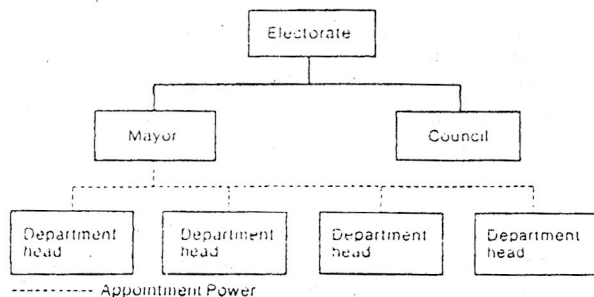 Electorate
Mayor
Council
Department
head
Department
head
Department
head
Department
head
Appointment Power